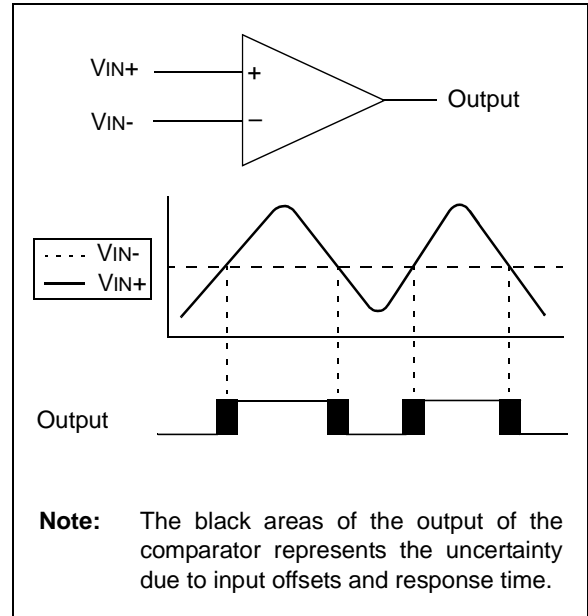 VIN+
+
Output
VIN-
–
VIN-
VIN+
Output
Note: The black areas of the output of the
comparator represents the uncertainty
due to input offsets and response time.